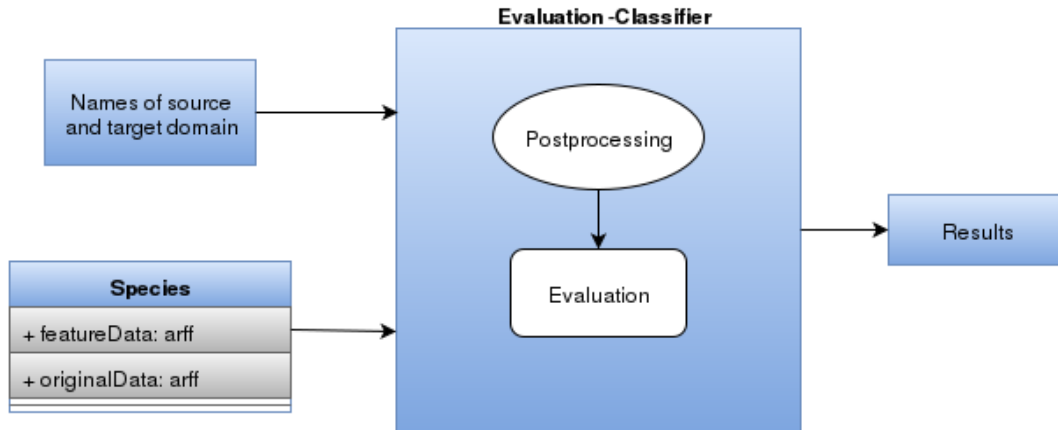 Evaluation -Classifier
Names of source
and target domain
Postprocessing
Evaluation
Results
Species
+ featureData: arff
+ originalData: arff